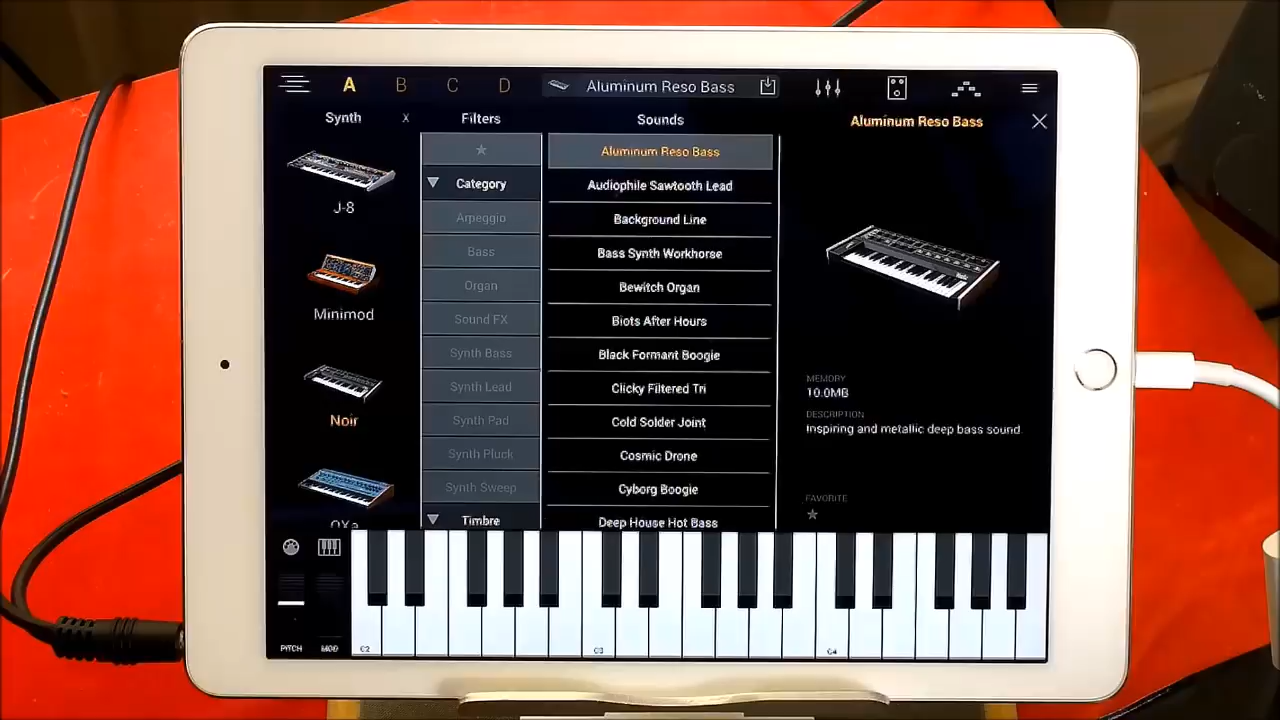 A B C D Aluminum Reso Bass
Synth x Filters Sounds Aluminum Reso Bass
J-8
Minimod
Noir
OXa
Category
Arpeggio
Bass
Organ
Sound FX
Synth Bass
Synth Lead
Synth Pad
Synth Pluck
Synth Sweep
Timbre
Aluminum Reso Bass
Audiophile Sawtooth Lead
Background Line
Bass Synth Workhorse
Bewitch Organ
Biots After Hours
Black Formant Boogie
Clicky Filtered Tri
Cold Solder Joint
Cosmic Drone
Cyborg Boogie
Deep House Hot Bass
MEMORY
10.0MB
DESCRIPTION
Inspiring and metallic deep bass sound
FAVORITE
PITCH MOD C2 C3 C4